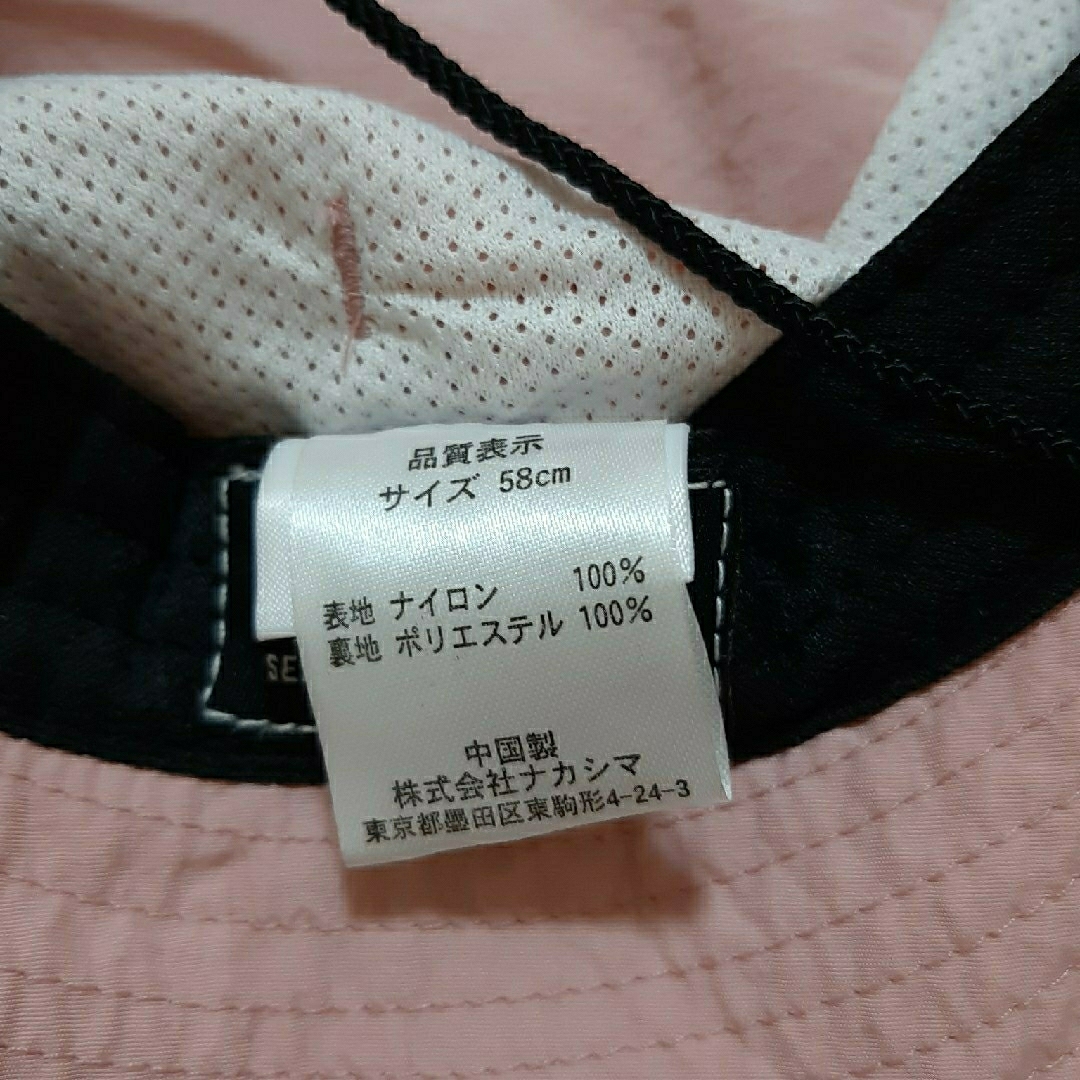 品質表示
サイズ 58cm
表地 ナイロン 100%
裏地 ポリエステル 100%
中国製
株式会社ナカシマ
東京都墨田区東駒形4-24-3